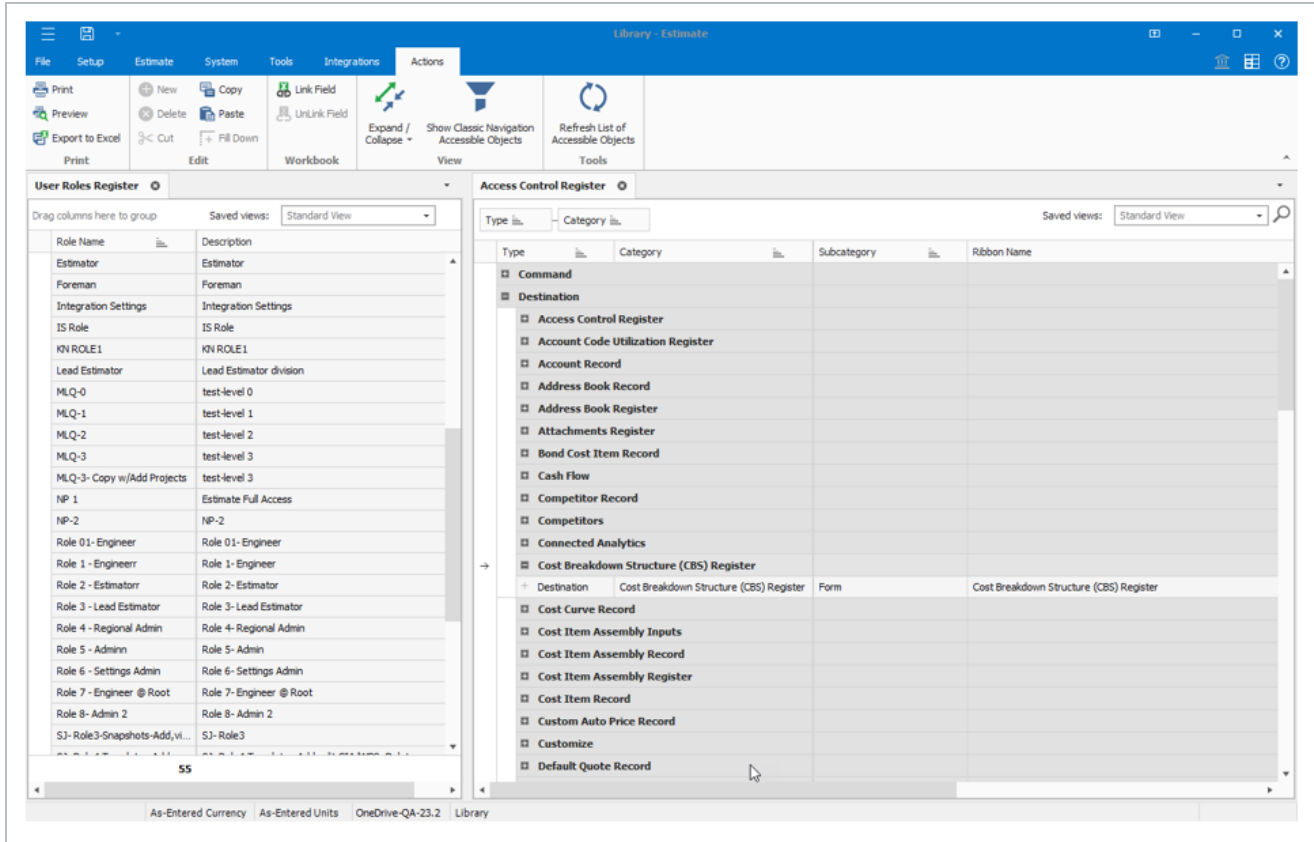 Library - Estimate
File Setup Estimate System Tools Integrations Actions
Print New Copy Link Field
Preview Delete Paste UnLink Field
Export to Excel Cut Fill Down
Expand / Collapse
Show Classic Navigation Accessible Objects
Refresh List of Accessible Objects
Print Edit Workbook View Tools
User Roles Register
Drag columns here to group Saved views: Standard View
Role Name Description
Estimator Estimator
Foreman Foreman
Integration Settings Integration Settings
IS Role IS Role
KN ROLE1 KN ROLE1
Lead Estimator Lead Estimator division
MLQ-0 test-level 0
MLQ-1 test-level 1
MLQ-2 test-level 2
MLQ-3 test-level 3
MLQ-3- Copy w/Add Projects test-level 3
NP 1 Estimate Full Access
NP-2 NP-2
Role 01- Engineer Role 01- Engineer
Role 1 - Engineerr Role 1- Engineer
Role 2 - Estimatorr Role 2- Estimator
Role 3 - Lead Estimator Role 3- Lead Estimator
Role 4 - Regional Admin Role 4- Regional Admin
Role 5 - Adminn Role 5- Admin
Role 6 - Settings Admin Role 6- Settings Admin
Role 7 - Engineer @ Root Role 7- Engineer @ Root
Role 8- Admin 2 Role 8- Admin 2
SJ- Role3-Snapshots-Add,vi... SJ- Role3
55
Access Control Register
Type Category Saved views: Standard View
Type Category Subcategory Ribbon Name
Command
Destination
Access Control Register
Account Code Utilization Register
Account Record
Address Book Record
Address Book Register
Attachments Register
Bond Cost Item Record
Cash Flow
Competitor Record
Competitors
Connected Analytics
Cost Breakdown Structure (CBS) Register
Destination Cost Breakdown Structure (CBS) Register Form Cost Breakdown Structure (CBS) Register
Cost Curve Record
Cost Item Assembly Inputs
Cost Item Assembly Record
Cost Item Assembly Register
Cost Item Record
Custom Auto Price Record
Customize
Default Quote Record
As-Entered Currency As-Entered Units OneDrive-QA-23.2 Library